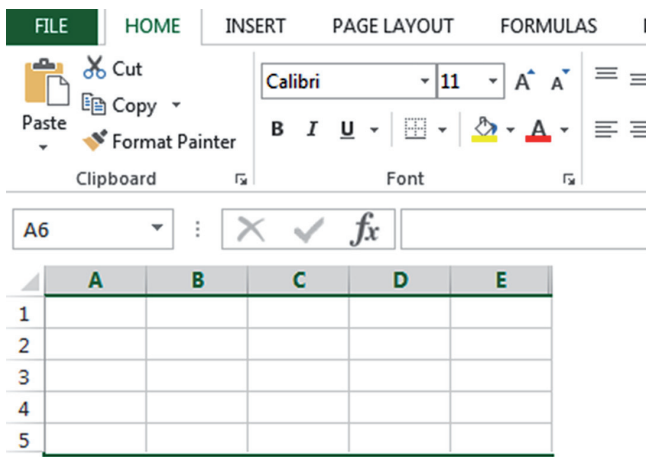 FILE HOME INSERT PAGE LAYOUT FORMULAS
Cut
Copy
Paste
Format Painter
Clipboard
Calibri 11 A A
B I U A
Font
A6 fx
A B C D E
1
2
3
4
5